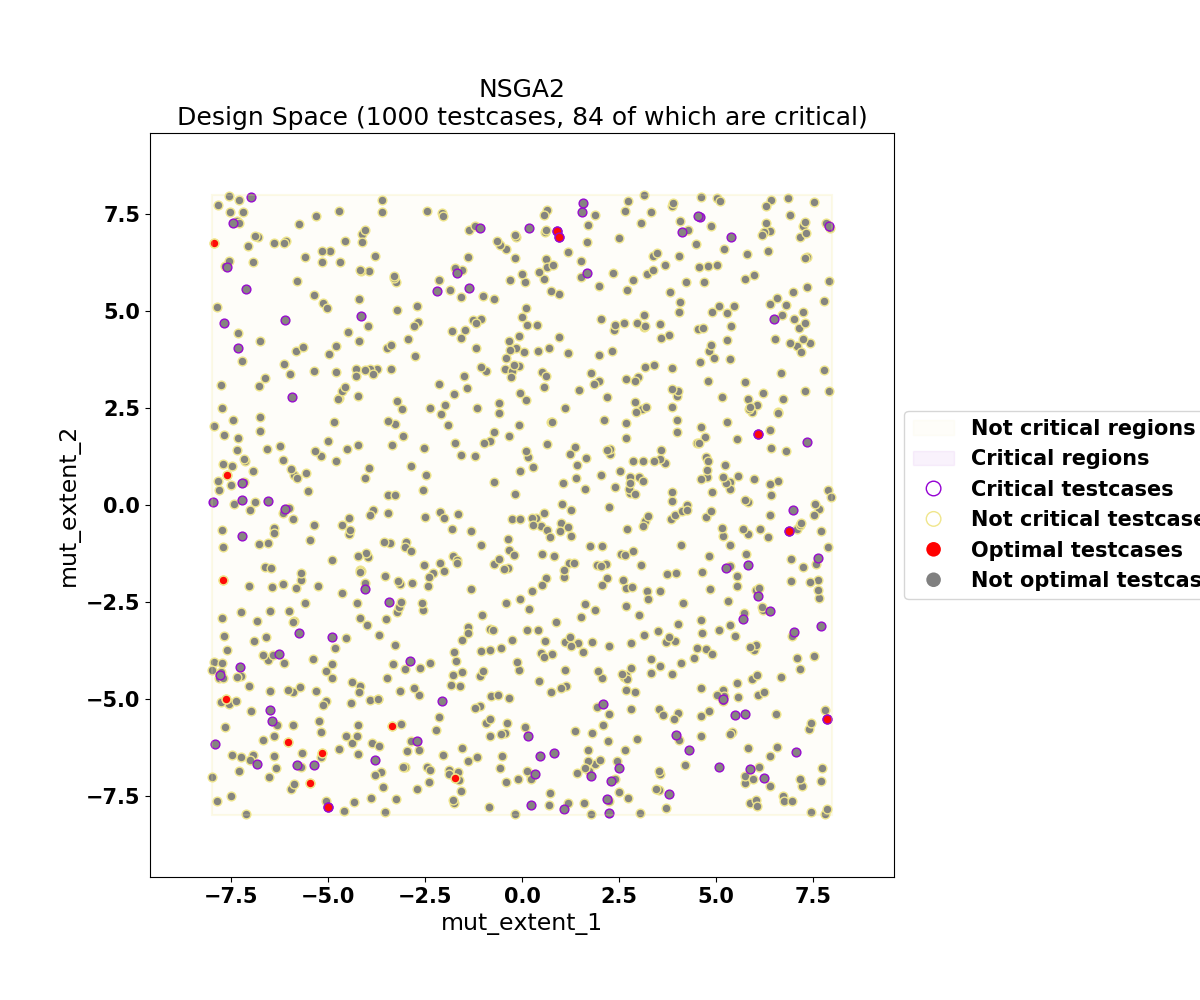 NSGA2
Design Space (1000 testcases, 84 of which are critical)
7.5
5.0
2.5
0.0
−2.5
−5.0
−7.5
mut_extent_2
−7.5 −5.0 −2.5 0.0 2.5 5.0 7.5
mut_extent_1
Not critical regions
Critical regions
Critical testcases
Not critical testcase
Optimal testcases
Not optimal testcas